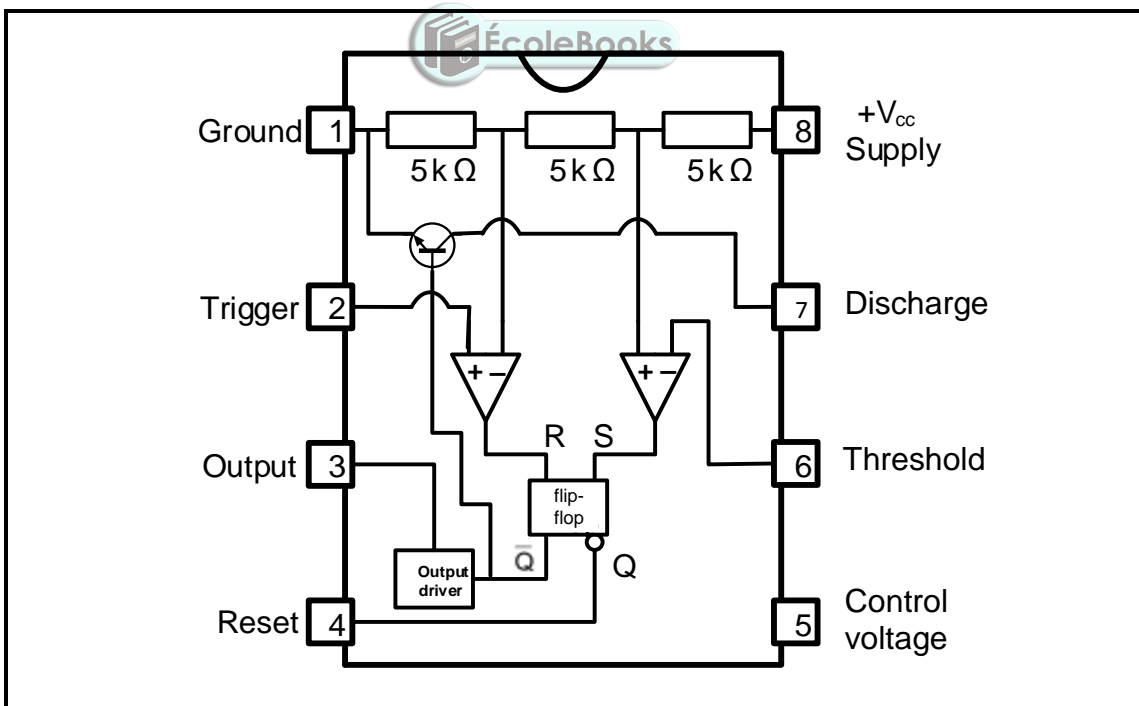 ÉcoleBooks
Ground 1
5 k Ω 5 k Ω 5 k Ω
8 +Vcc
Supply
Trigger 2
7 Discharge
+ − + −
R S
Output 3
6 Threshold
flip-
flop
Q̅ Q
Output
driver
Reset 4
5 Control
voltage